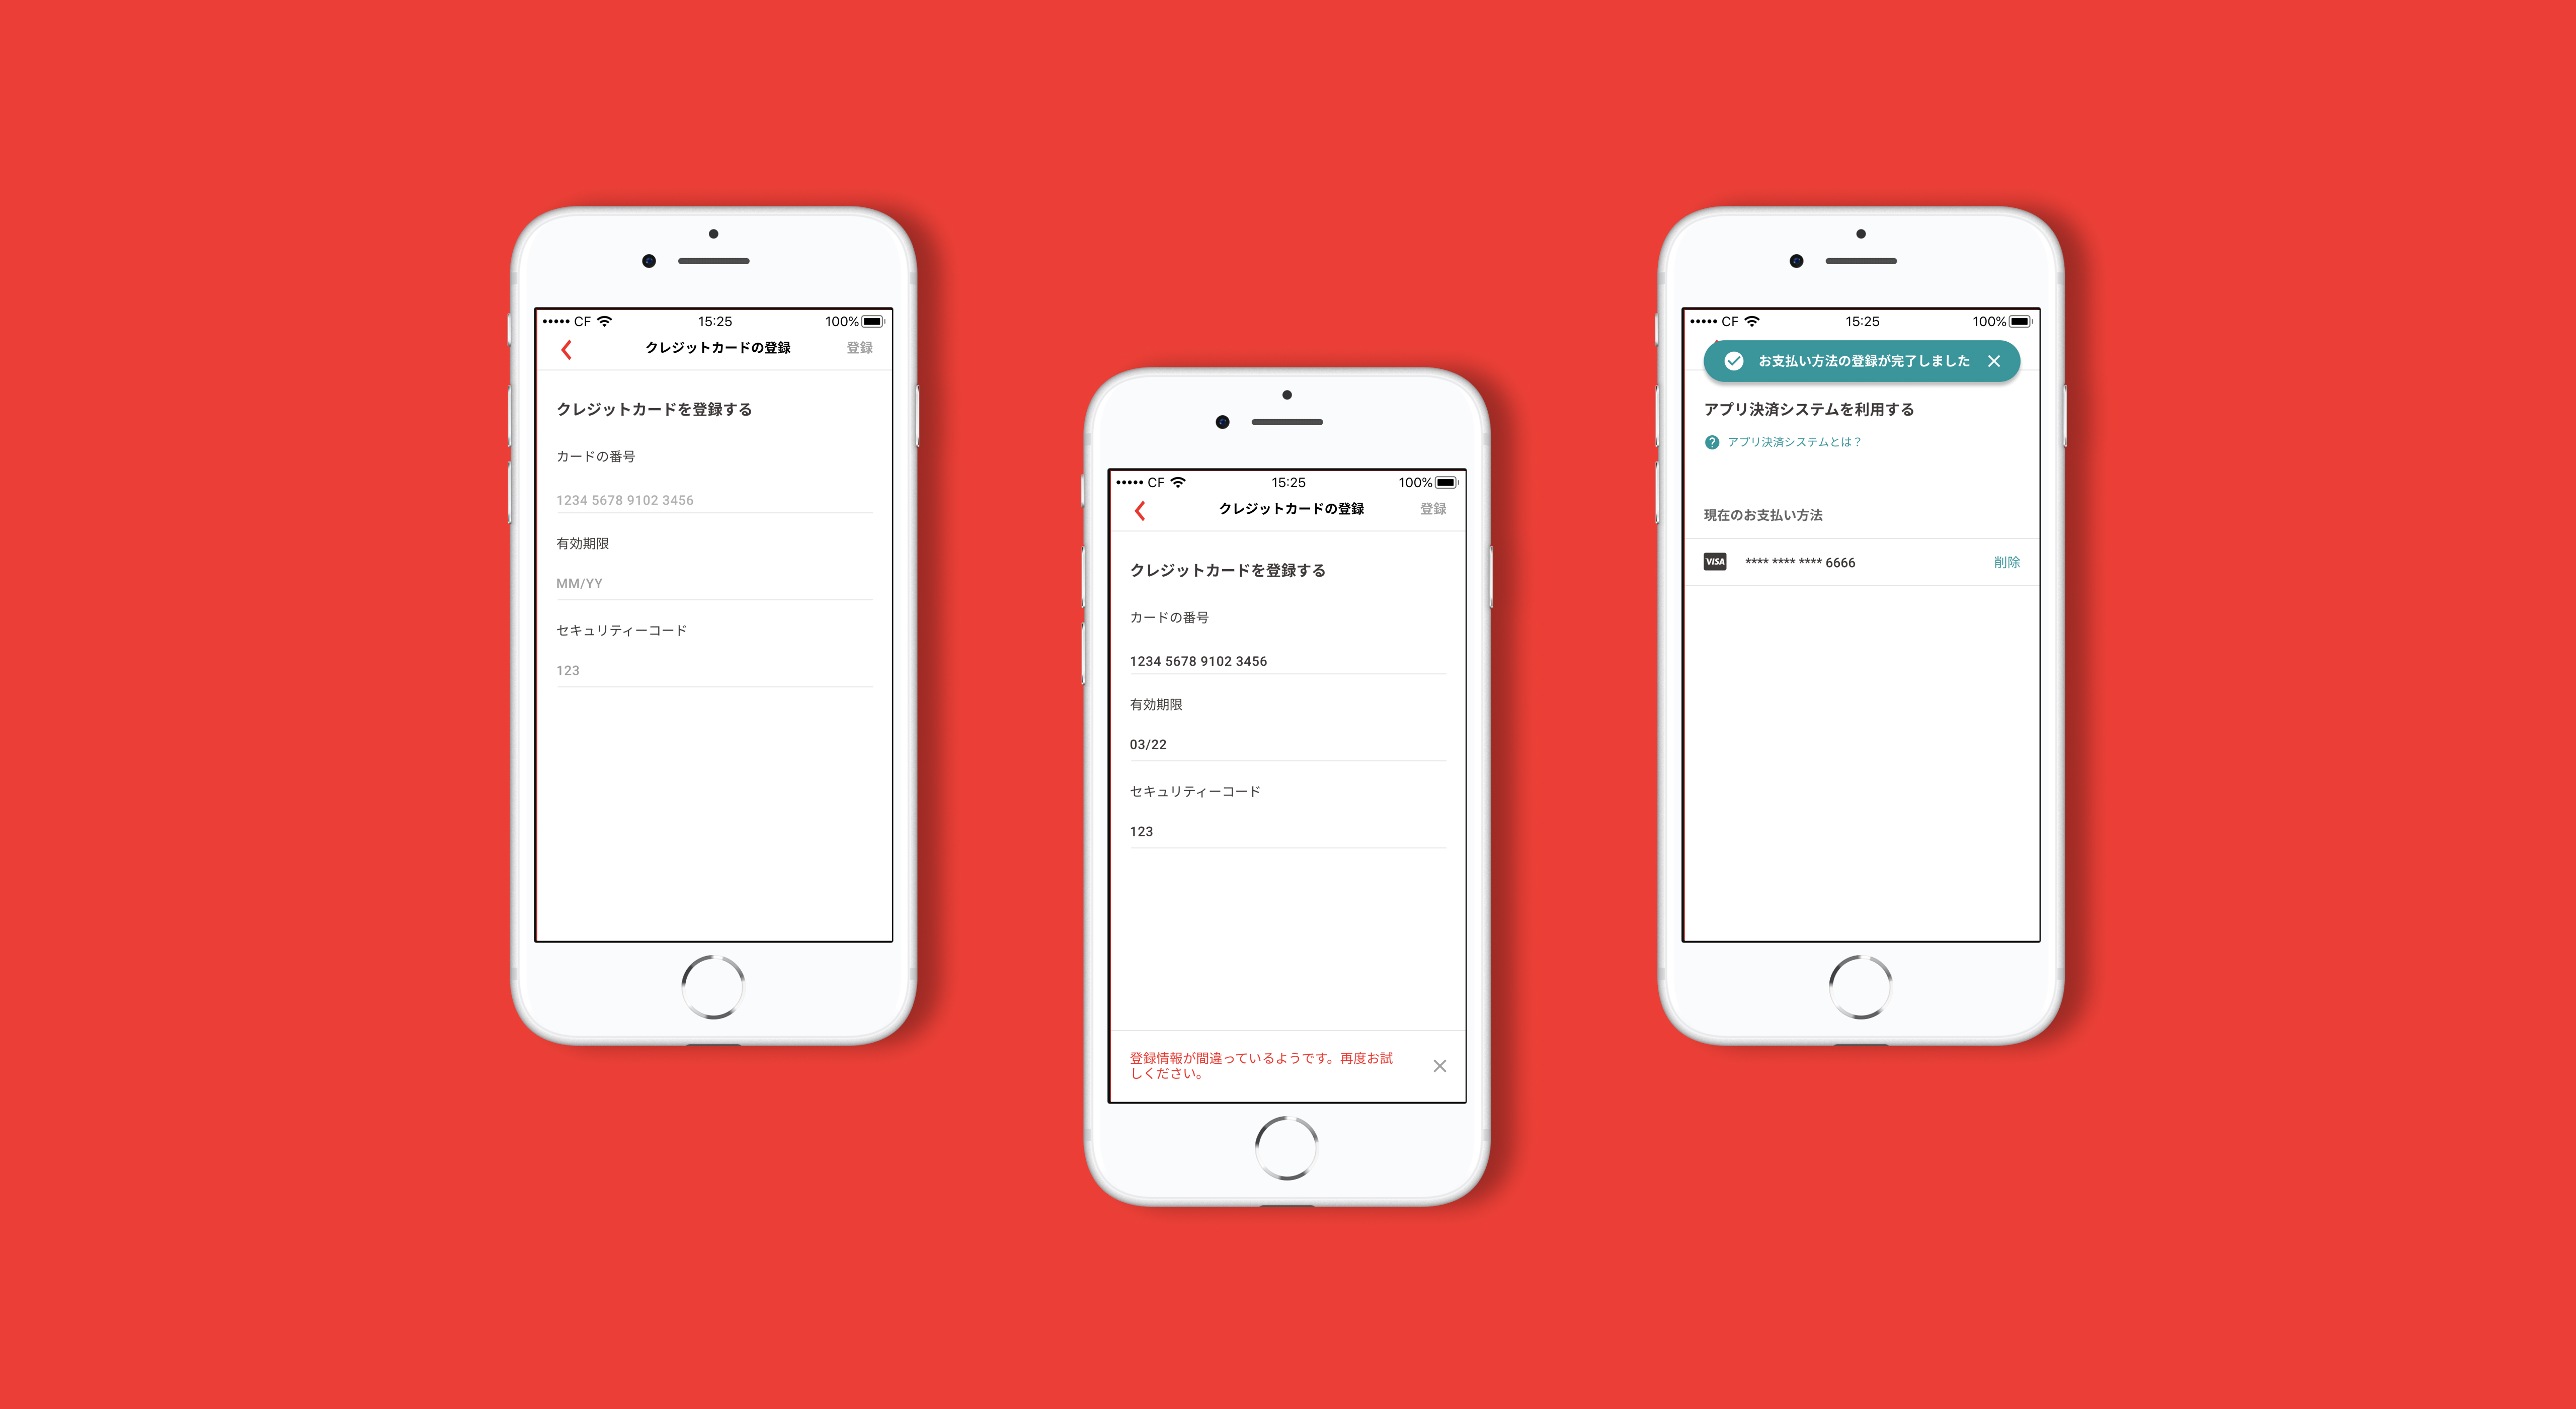 CF 15:25 100%
クレジットカードの登録 登録
クレジットカードを登録する
カードの番号
1234 5678 9102 3456
有効期限
MM/YY
セキュリティーコード
123
CF 15:25 100%
クレジットカードの登録 登録
クレジットカードを登録する
カードの番号
1234 5678 9102 3456
有効期限
03/22
セキュリティーコード
123
登録情報が間違っているようです。再度お試
しください。
CF 15:25 100%
お支払い方法の登録が完了しました
アプリ決済システムを利用する
アプリ決済システムとは？
現在のお支払い方法
VISA **** **** **** 6666 削除